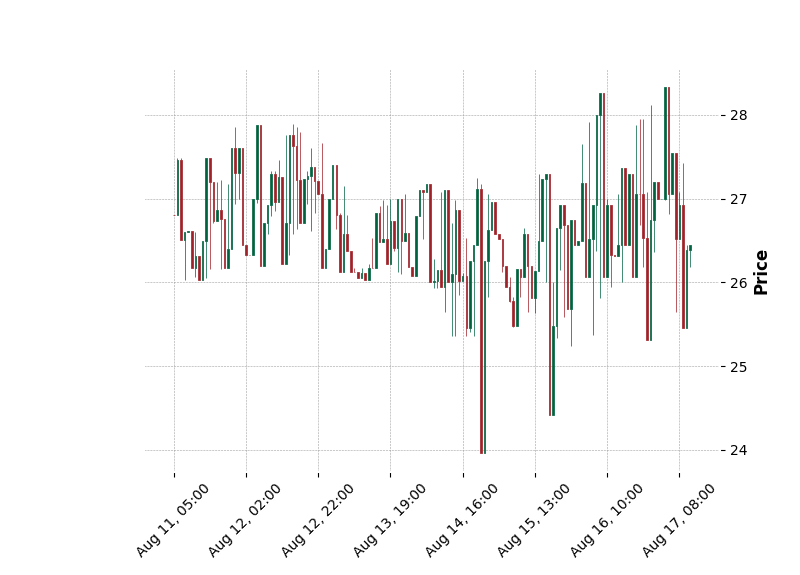 28
27
26
25
24
Price
Aug 11, 05:00
Aug 12, 02:00
Aug 12, 22:00
Aug 13, 19:00
Aug 14, 16:00
Aug 15, 13:00
Aug 16, 10:00
Aug 17, 08:00